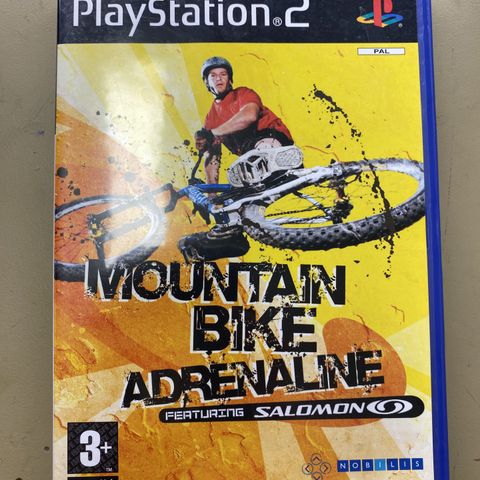 PlayStation®2
PAL
MOUNTAIN
BIKE
ADRENALINE
FEATURING SALOMON
3+
NOBILIS